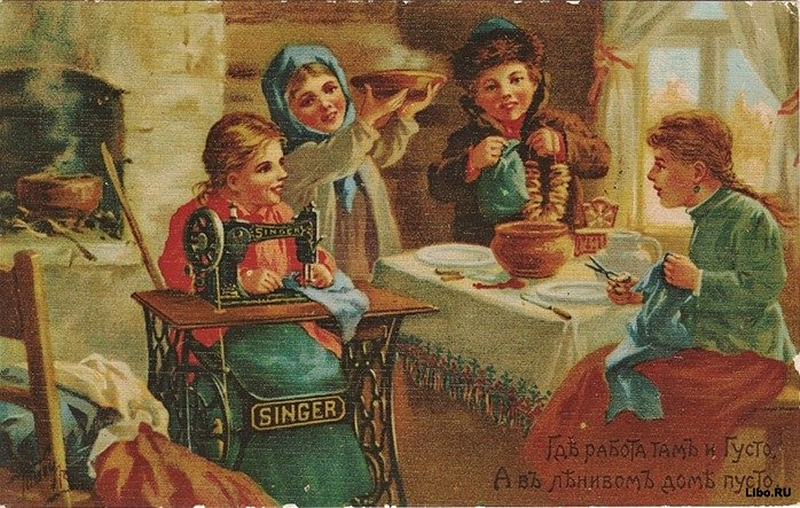 SINGER
SINGER
Гдѣ работа тамъ и густо,
А въ лѣнивомъ домѣ пусто.
Libo.RU